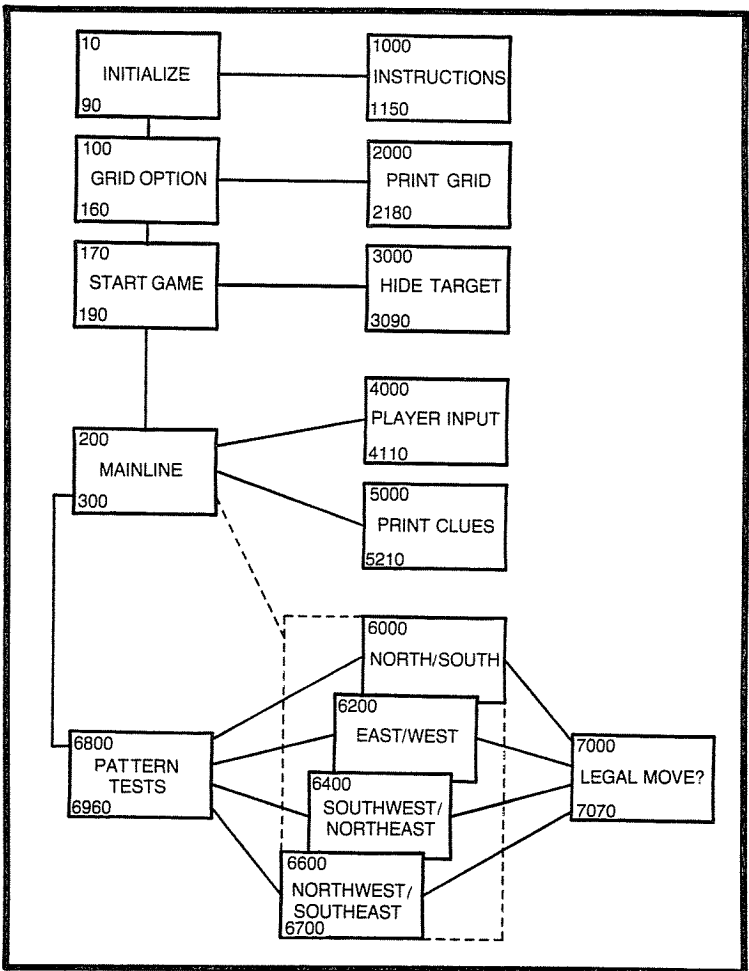 10
INITIALIZE
90
1000
INSTRUCTIONS
1150
100
GRID OPTION
160
2000
PRINT GRID
2180
170
START GAME
190
3000
HIDE TARGET
3090
200
MAINLINE
300
4000
PLAYER INPUT
4110
5000
PRINT CLUES
5210
6000
NORTH/SOUTH
6200
EAST/WEST
6400
SOUTHWEST/
NORTHEAST
6600
NORTHWEST/
SOUTHEAST
6700
6800
PATTERN
TESTS
6960
7000
LEGAL MOVE?
7070